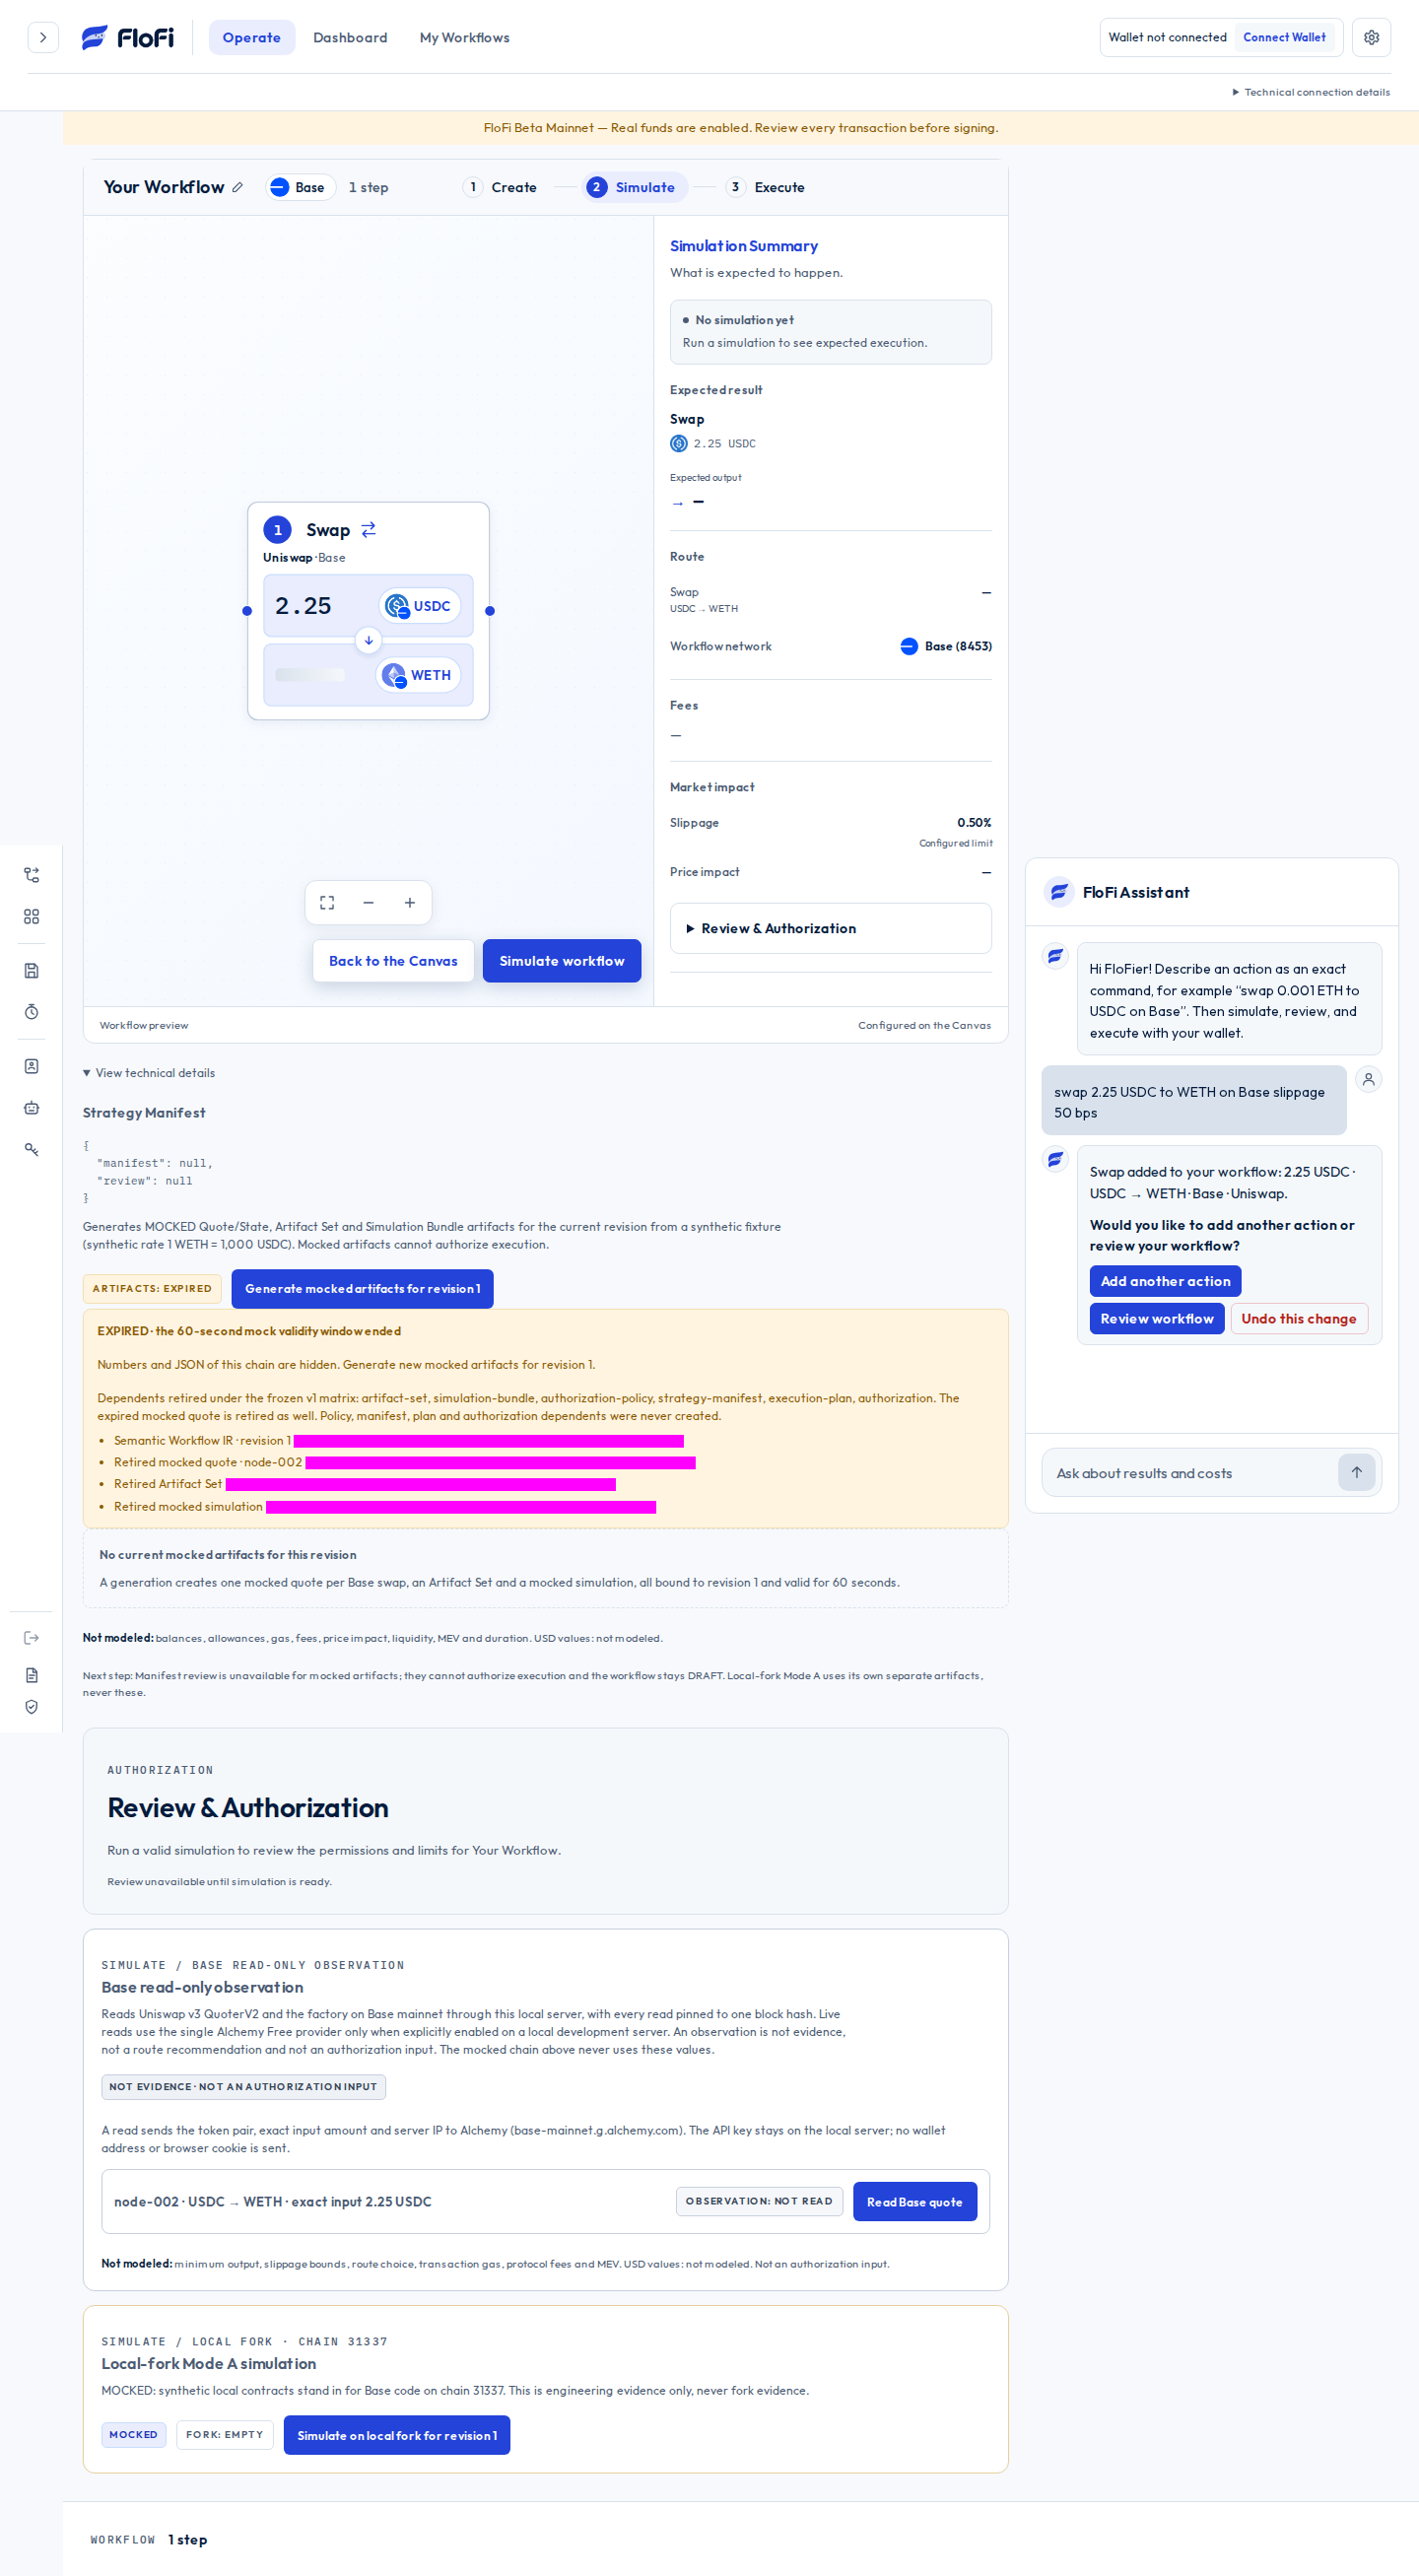 FloFi
Operate
Dashboard
My Workflows
Wallet not connected
Connect Wallet
▶ Technical connection details
FloFi Beta Mainnet — Real funds are enabled. Review every transaction before signing.
Your Workflow
Base
1 step
1 Create
2 Simulate
3 Execute
Simulation Summary
What is expected to happen.
No simulation yet
Run a simulation to see expected execution.
Expected result
Swap
2.25 USDC
Expected output
→ —
Route
Swap —
USDC → WETH
Workflow network Base (8453)
Fees
—
Market impact
Slippage 0.50%
Configured limit
Price impact —
▶ Review & Authorization
1 Swap
Uniswap · Base
2.25 USDC
WETH
Back to the Canvas
Simulate workflow
Workflow preview
Configured on the Canvas
FloFi Assistant
Hi FloFier! Describe an action as an exact
command, for example “swap 0.001 ETH to
USDC on Base”. Then simulate, review, and
execute with your wallet.
swap 2.25 USDC to WETH on Base slippage
50 bps
Swap added to your workflow: 2.25 USDC ·
USDC → WETH · Base · Uniswap.
Would you like to add another action or
review your workflow?
Add another action
Review workflow
Undo this change
Ask about results and costs
▼ View technical details
Strategy Manifest
{
"manifest": null,
"review": null
}
Generates MOCKED Quote/State, Artifact Set and Simulation Bundle artifacts for the current revision from a synthetic fixture
(synthetic rate 1 WETH = 1,000 USDC). Mocked artifacts cannot authorize execution.
ARTIFACTS: EXPIRED
Generate mocked artifacts for revision 1
EXPIRED · the 60-second mock validity window ended
Numbers and JSON of this chain are hidden. Generate new mocked artifacts for revision 1.
Dependents retired under the frozen v1 matrix: artifact-set, simulation-bundle, authorization-policy, strategy-manifest, execution-plan, authorization. The
expired mocked quote is retired as well. Policy, manifest, plan and authorization dependents were never created.
• Semantic Workflow IR · revision 1
• Retired mocked quote · node-002
• Retired Artifact Set
• Retired mocked simulation
No current mocked artifacts for this revision
A generation creates one mocked quote per Base swap, an Artifact Set and a mocked simulation, all bound to revision 1 and valid for 60 seconds.
Not modeled: balances, allowances, gas, fees, price impact, liquidity, MEV and duration. USD values: not modeled.
Next step: Manifest review is unavailable for mocked artifacts; they cannot authorize execution and the workflow stays DRAFT. Local-fork Mode A uses its own separate artifacts,
never these.
AUTHORIZATION
Review & Authorization
Run a valid simulation to review the permissions and limits for Your Workflow.
Review unavailable until simulation is ready.
SIMULATE / BASE READ-ONLY OBSERVATION
Base read-only observation
Reads Uniswap v3 QuoterV2 and the factory on Base mainnet through this local server, with every read pinned to one block hash. Live
reads use the single Alchemy Free provider only when explicitly enabled on a local development server. An observation is not evidence,
not a route recommendation and not an authorization input. The mocked chain above never uses these values.
NOT EVIDENCE · NOT AN AUTHORIZATION INPUT
A read sends the token pair, exact input amount and server IP to Alchemy (base-mainnet.g.alchemy.com). The API key stays on the local server; no wallet
address or browser cookie is sent.
node-002 · USDC → WETH · exact input 2.25 USDC
OBSERVATION: NOT READ
Read Base quote
Not modeled: minimum output, slippage bounds, route choice, transaction gas, protocol fees and MEV. USD values: not modeled. Not an authorization input.
SIMULATE / LOCAL FORK · CHAIN 31337
Local-fork Mode A simulation
MOCKED: synthetic local contracts stand in for Base code on chain 31337. This is engineering evidence only, never fork evidence.
MOCKED
FORK: EMPTY
Simulate on local fork for revision 1
WORKFLOW 1 step